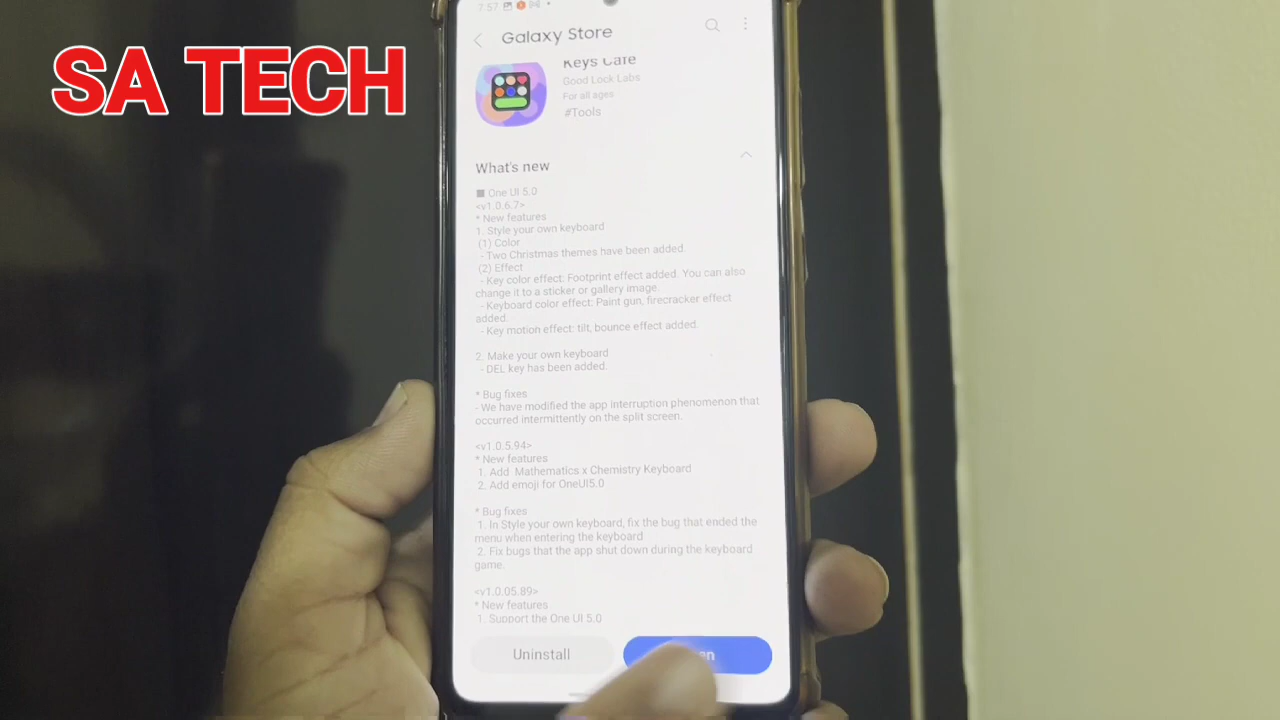 SA TECH
7:57
Galaxy Store
Keys Cafe
Good Lock Labs
For all ages
#Tools
What's new
■ One UI 5.0
<v1.0.6.7>
* New features
1. Style your own keyboard
(1) Color
- Two Christmas themes have been added.
(2) Effect
- Key color effect: Footprint effect added. You can also
change it to a sticker or gallery image.
- Keyboard color effect: Paint gun, firecracker effect
added.
- Key motion effect: tilt, bounce effect added.
2. Make your own keyboard
- DEL key has been added.
* Bug fixes
- We have modified the app interruption phenomenon that
occurred intermittently on the split screen.
<v1.0.5.94>
* New features
1. Add Mathematics x Chemistry Keyboard
2. Add emoji for OneUI5.0
* Bug fixes
1. In Style your own keyboard, fix the bug that ended the
menu when entering the keyboard
2. Fix bugs that the app shut down during the keyboard
game.
<v1.0.05.89>
* New features
1. Support the One UI 5.0
Uninstall